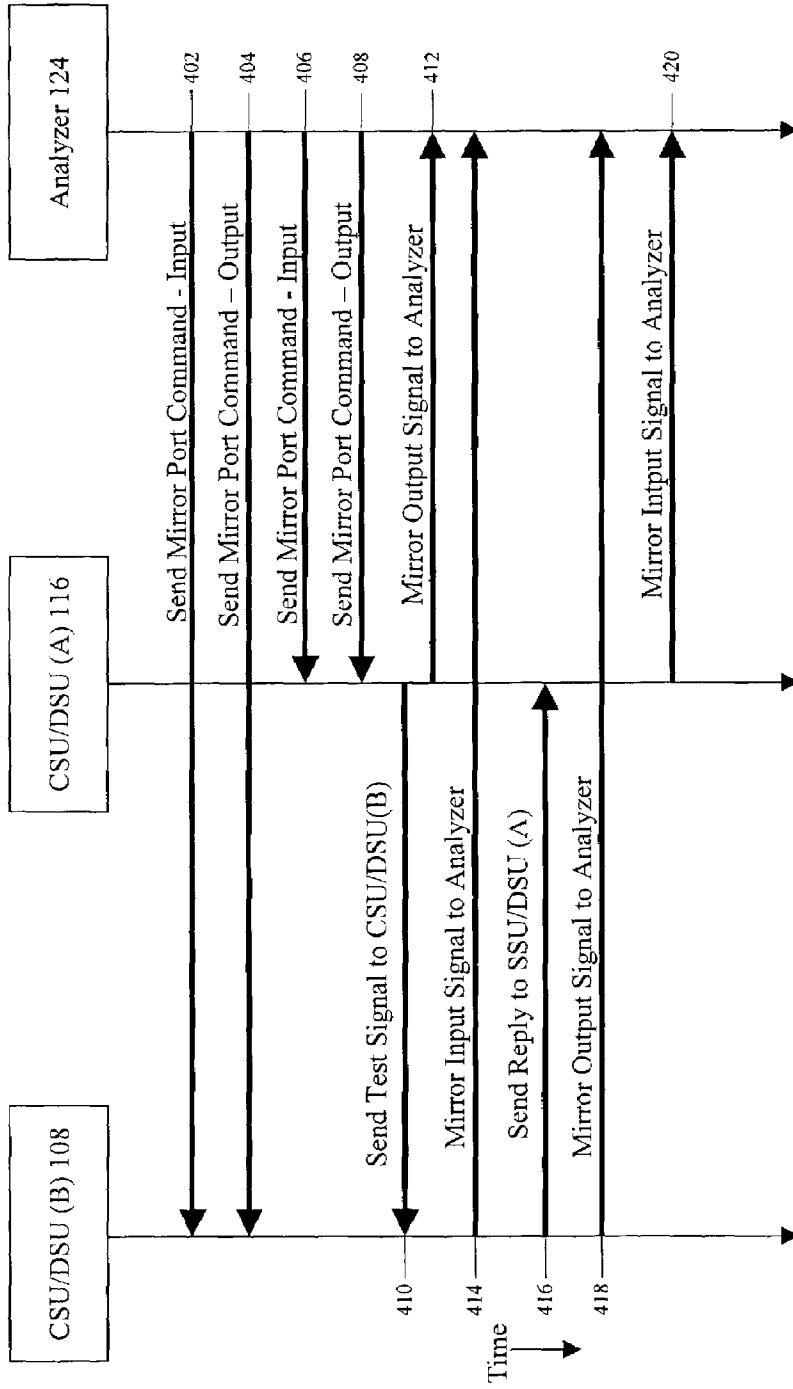 CSU/DSU (B) 108
CSU/DSU (A) 116
Analyzer 124
Send Mirror Port Command - Input
402
Send Mirror Port Command – Output
404
Send Mirror Port Command - Input
406
Send Mirror Port Command – Output
408
410
Send Test Signal to CSU/DSU(B)
Mirror Output Signal to Analyzer
412
414
Mirror Input Signal to Analyzer
416
Send Reply to SSU/DSU (A)
418
Mirror Output Signal to Analyzer
Mirror Intput Signal to Analyzer
420
Time